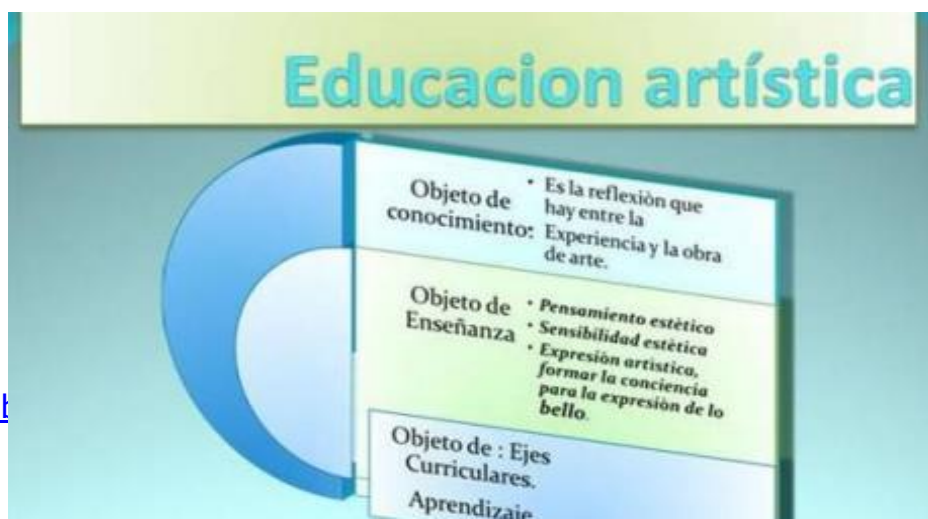 Educacion artística
Objeto de
conocimiento:
• Es la reflexiòn que
hay entre la
• Experiencia y la obra
de arte.
Objeto de
Enseñanza
• Pensamiento estètico
• Sensibilidad estètica
• Expresiòn artìstica,
formar la conciencia
para la expresiòn de lo
bello.
Objeto de : Ejes
Curriculares.
Aprendizaje